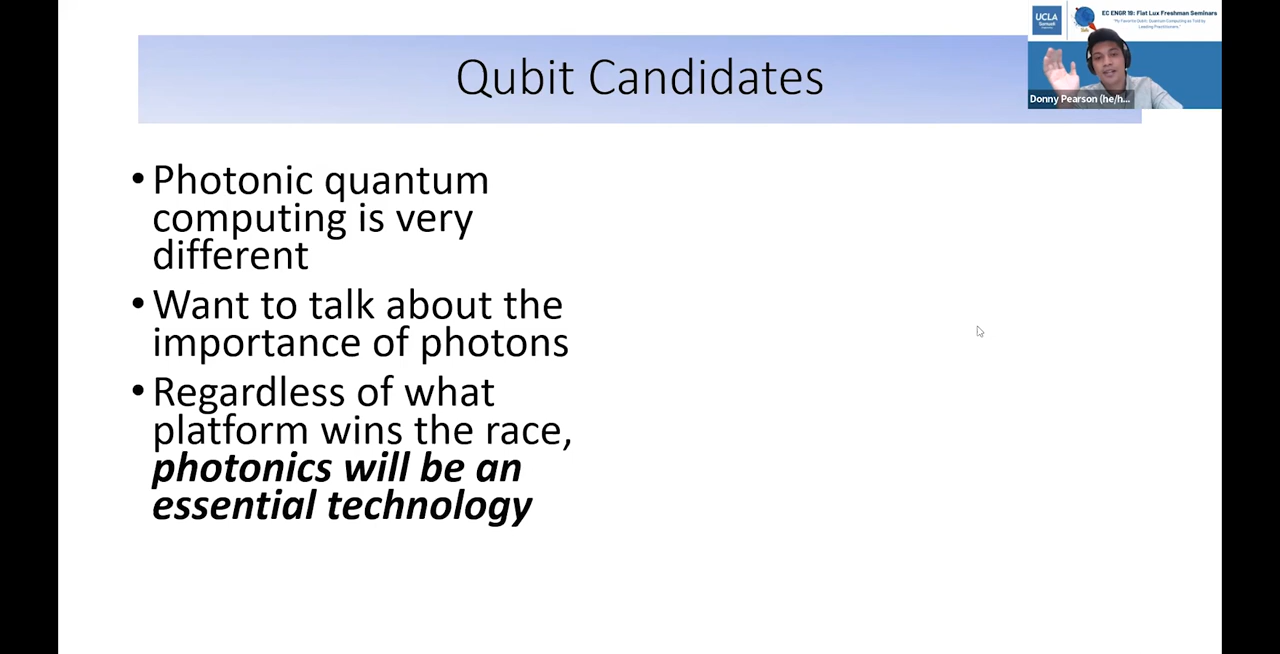 UCLA
Samueli
EC ENGR 19: Fiat Lux Freshman Seminars
"My Favorite Qubit: Quantum Computing as Told by
Leading Practitioners"
Donny Pearson (he/h...
Qubit Candidates
•Photonic quantum
computing is very
different
•Want to talk about the
importance of photons
•Regardless of what
platform wins the race,
photonics will be an
essential technology